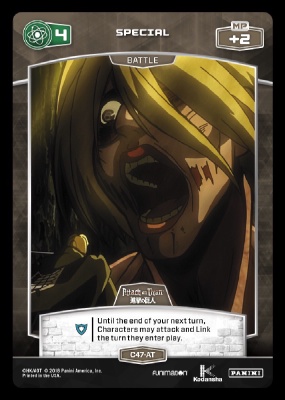 4
SPECIAL
MP
+2
BATTLE
Attack on Titan
進撃の巨人
Until the end of your next turn,
Characters may attack and Link
the turn they enter play.
C47-AT
©HK/AOT © 2018 Panini America, Inc.
Printed in the USA.
FUNIMATION
K
Kodansha
PANINI